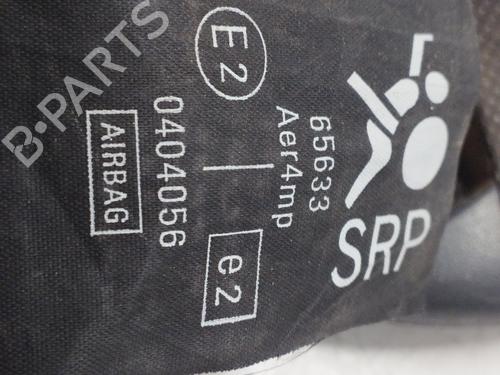 E2
65633
Aer4mp
0404056
AIRBAG
e2
SRP
B-PARTS